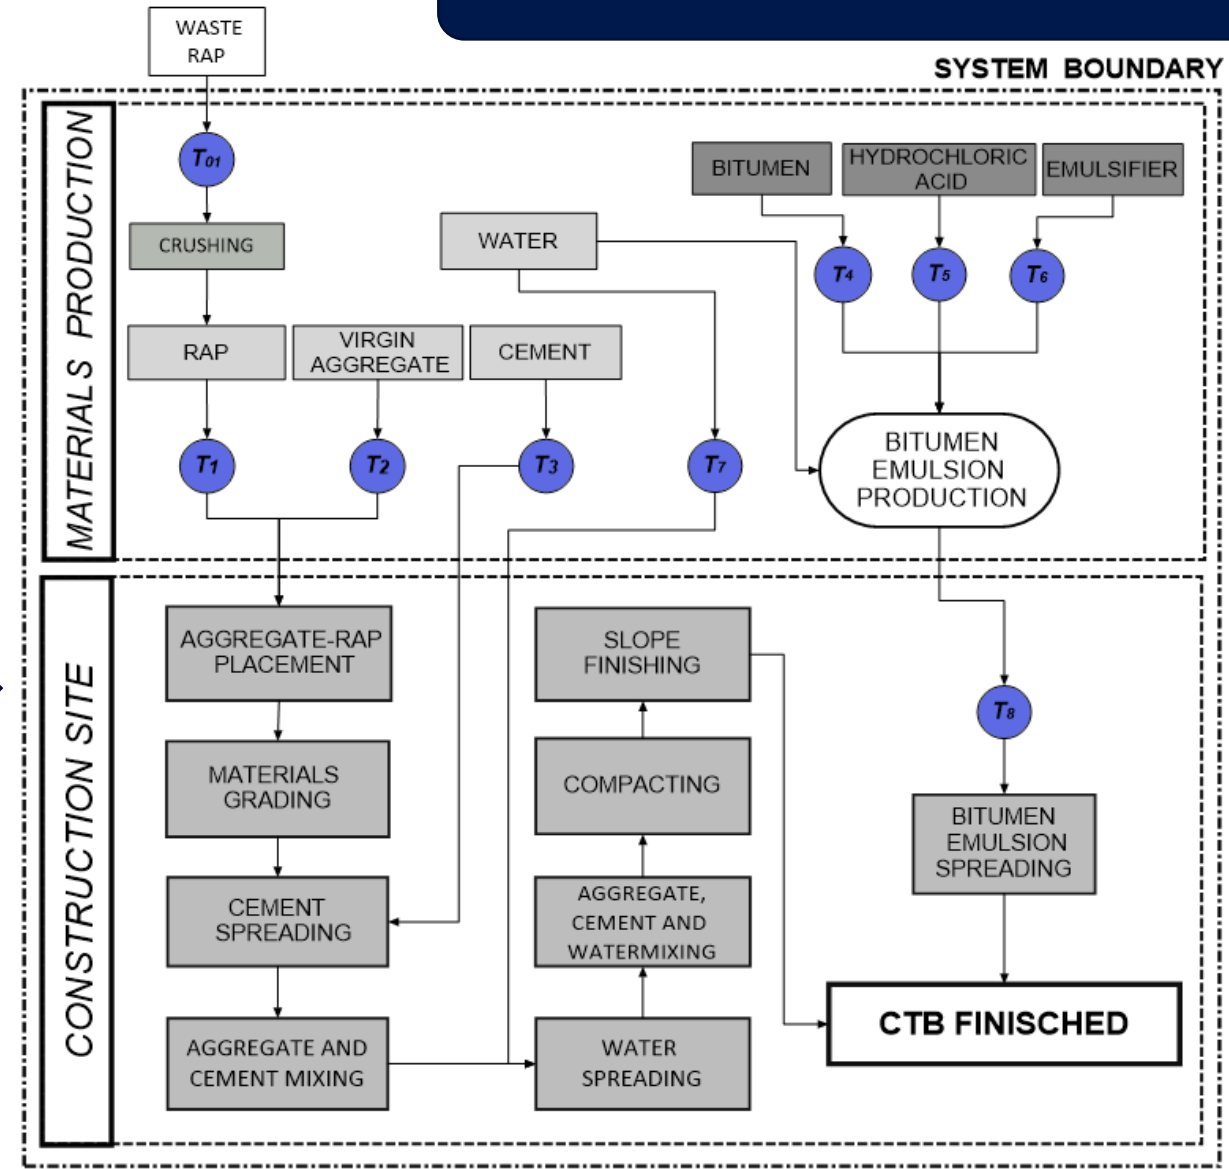 WASTE
RAP
SYSTEM BOUNDARY
MATERIALS PRODUCTION
T01
CRUSHING
BITUMEN
HYDROCHLORIC
ACID
EMULSIFIER
WATER
T4
T5
T6
RAP
VIRGIN
AGGREGATE
CEMENT
T1
T2
T3
T7
BITUMEN
EMULSION
PRODUCTION
CONSTRUCTION SITE
AGGREGATE-RAP
PLACEMENT
MATERIALS
GRADING
CEMENT
SPREADING
AGGREGATE AND
CEMENT MIXING
SLOPE
FINISHING
COMPACTING
AGGREGATE,
CEMENT AND
WATERMIXING
WATER
SPREADING
T8
BITUMEN
EMULSION
SPREADING
CTB FINISCHED